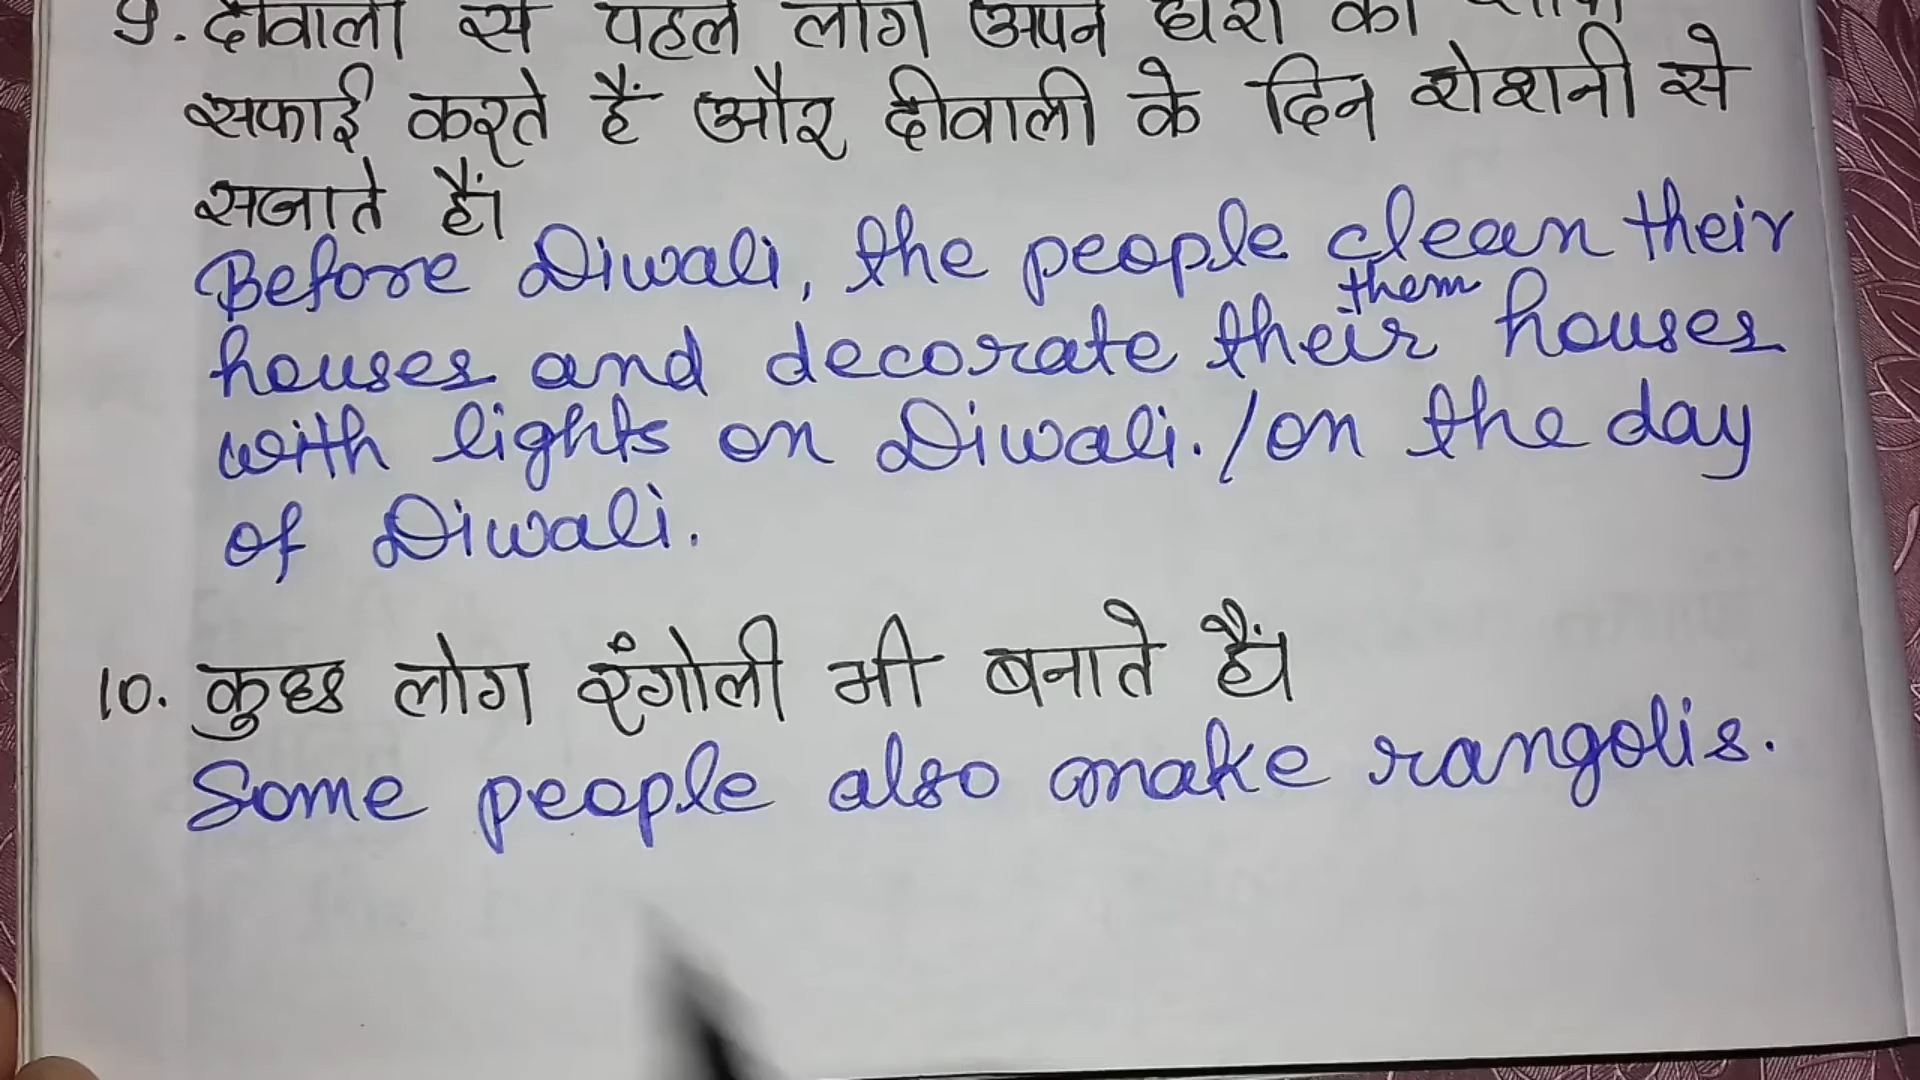 9. दीवाली से पहले लोग अपने घरों की
सफाई करते हैं और दीवाली के दिन रोशनी से
सजाते हैं।
Before Diwali, the people clean their
them
houses and decorate their houses
with lights on Diwali. / on the day
of Diwali.
10. कुछ लोग रंगोली भी बनाते हैं।
Some people also make rangolis.